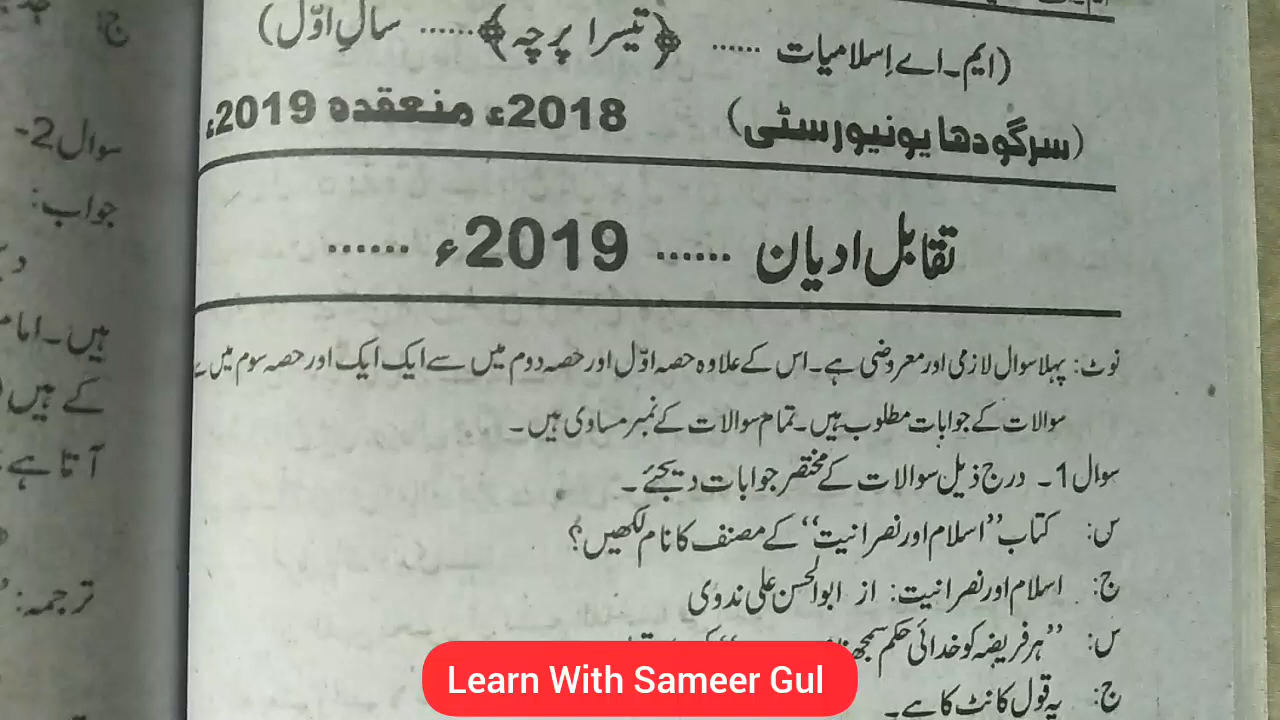 (ایم۔اے اِسلامیات ...... ﴿تیسرا پرچہ﴾ ...... سالِ اوّل)
(سرگودھا یونیورسٹی) 2018ء منعقدہ 2019ء
تقابل ادیان ...... 2019ء ......
نوٹ: پہلا سوال لازمی اور معروضی ہے۔ اس کے علاوہ حصہ اوّل اور حصہ دوم میں سے ایک ایک اور حصہ سوم میں سے
سوالات کے جوابات مطلوب ہیں۔ تمام سوالات کے نمبر مساوی ہیں۔
سوال 1۔ درج ذیل سوالات کے مختصر جوابات دیجئے۔
س: کتاب ”اسلام اور نصرانیت“ کے مصنف کا نام لکھیں؟
ج: اسلام اور نصرانیت: از ابوالحسن علی ندوی
س: ”ہر فریضہ کو خدائی حکم سمجھ
ج: یہ قول کانٹ کا ہے۔
ج:
سوال 2-
جواب:
ہیں۔
کے ہیں
آتا ہے
ترجمہ:
Learn With Sameer Gul